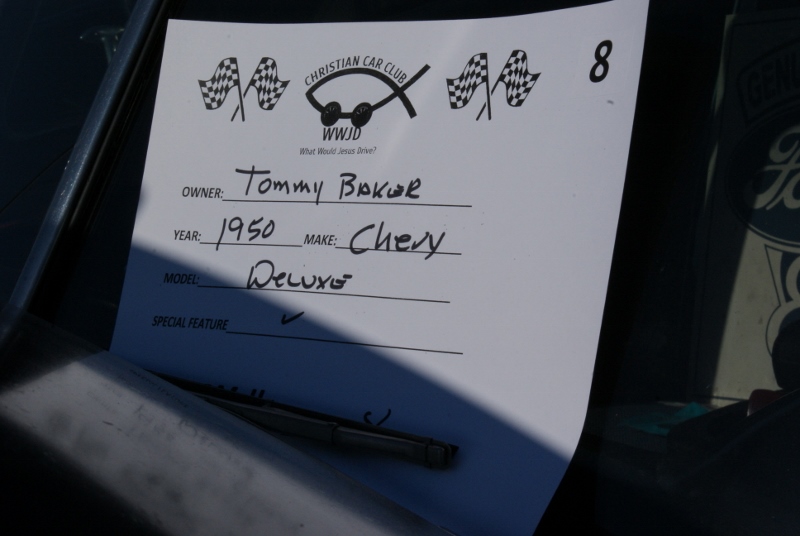 8
CHRISTIAN CAR CLUB
WWJD
What Would Jesus Drive?
OWNER: Tommy BAKER
YEAR: 1950 MAKE: Chevy
MODEL: DELUXE
SPECIAL FEATURE ✓
Ford